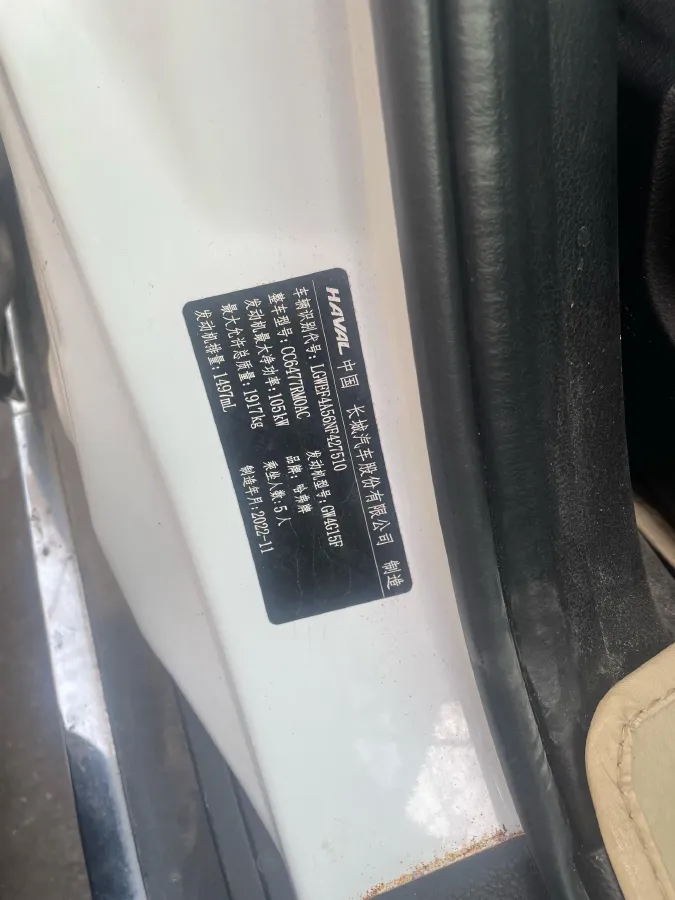 HAVAL 中国 长城汽车股份有限公司 制造
车辆识别代号：LGWEF4A56NF427510
整车型号：CC6477RM0AC 发动机型号：GW4G15F
发动机最大净功率：105kW 品牌：哈弗牌
最大允许总质量：1917kg 乘坐人数：5人
发动机排量：1497mL 制造年月：2022-11